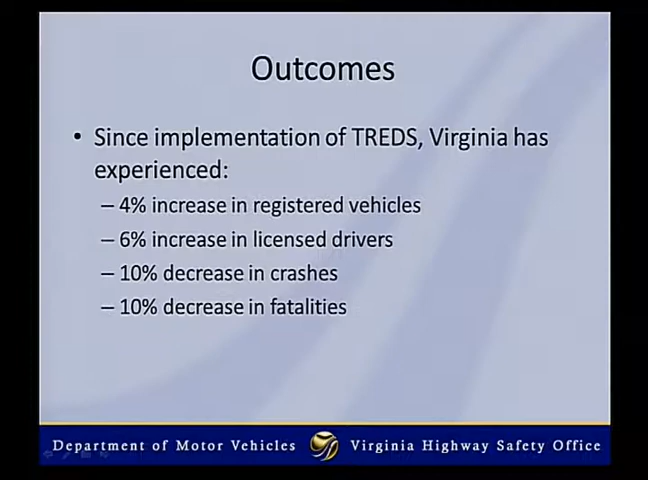 Outcomes
• Since implementation of TREDS, Virginia has
experienced:
– 4% increase in registered vehicles
– 6% increase in licensed drivers
– 10% decrease in crashes
– 10% decrease in fatalities
Department of Motor Vehicles Virginia Highway Safety Office